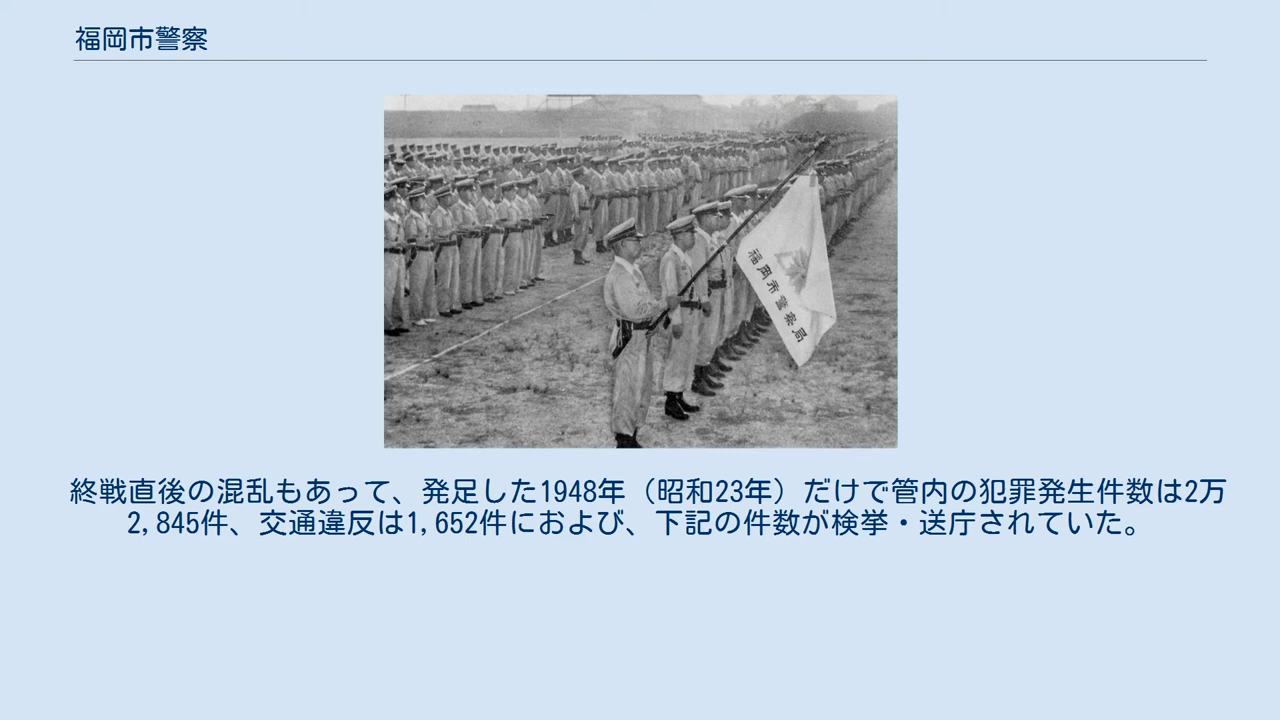 福岡市警察
福岡市警察局
終戦直後の混乱もあって、発足した1948年（昭和23年）だけで管内の犯罪発生件数は2万
2,845件、交通違反は1,652件におよび、下記の件数が検挙・送庁されていた。